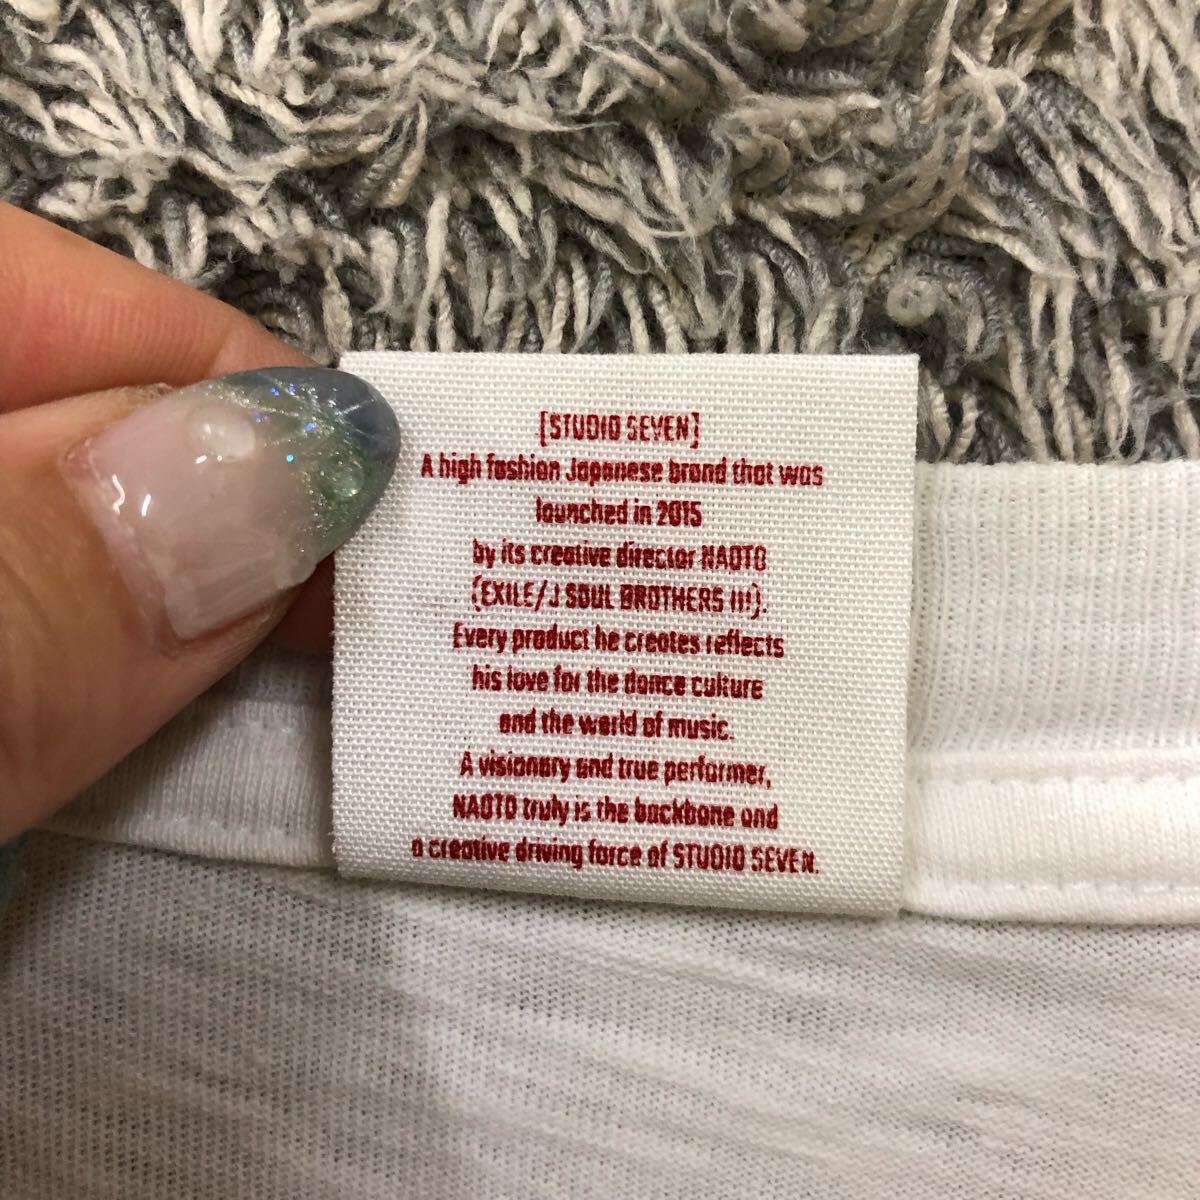 [STUDIO SEVEN]
A high fashion Japanese brand that was
launched in 2015
by its creative director NAOTO
(EXILE/J SOUL BROTHERS III).
Every product he creates reflects
his love for the dance culture
and the world of music.
A visionary and true performer,
NAOTO truly is the backbone and
a creative driving force of STUDIO SEVEN.